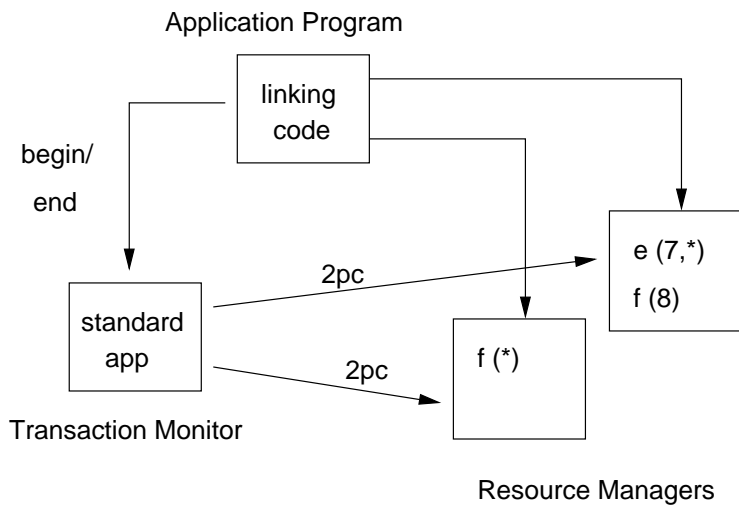 Application Program
linking
code
begin/
end
e (7,*)
f (8)
2pc
standard
app
f (*)
2pc
Transaction Monitor
Resource Managers